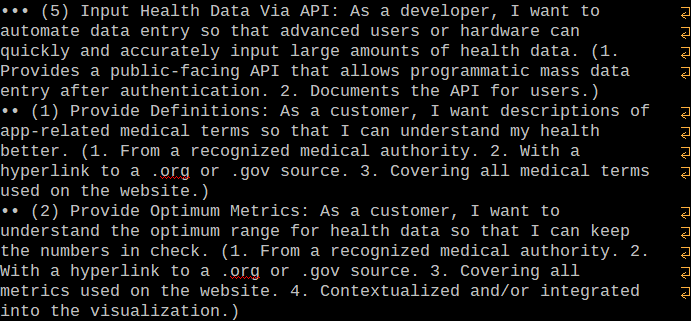 ••• (5) Input Health Data Via API: As a developer, I want to
automate data entry so that advanced users or hardware can
quickly and accurately input large amounts of health data. (1.
Provides a public-facing API that allows programmatic mass data
entry after authentication. 2. Documents the API for users.)
•• (1) Provide Definitions: As a customer, I want descriptions of
app-related medical terms so that I can understand my health
better. (1. From a recognized medical authority. 2. With a
hyperlink to a .org or .gov source. 3. Covering all medical terms
used on the website.)
•• (2) Provide Optimum Metrics: As a customer, I want to
understand the optimum range for health data so that I can keep
the numbers in check. (1. From a recognized medical authority. 2.
With a hyperlink to a .org or .gov source. 3. Covering all
metrics used on the website. 4. Contextualized and/or integrated
into the visualization.)